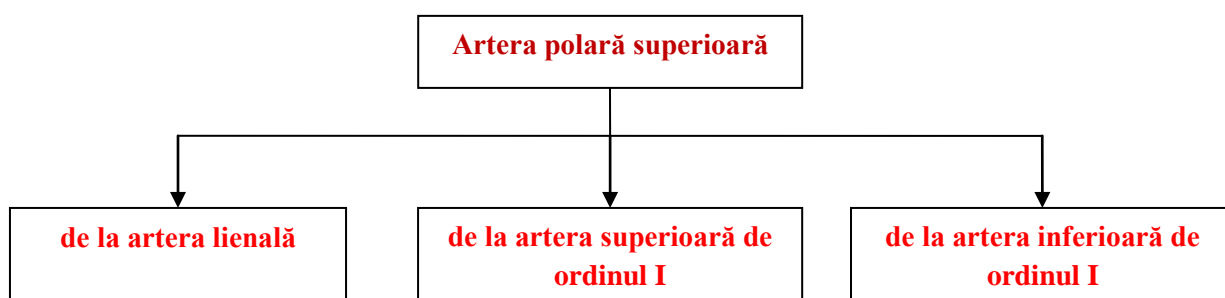 Artera polară superioară
de la artera lienală
de la artera superioară de
ordinul I
de la artera inferioară de
ordinul I